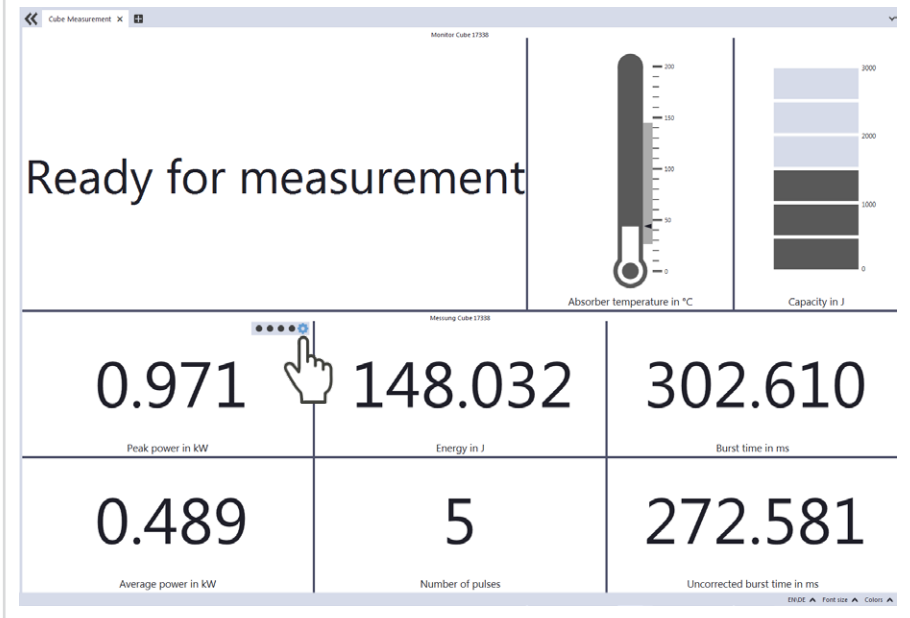 Cube Measurement
Monitor Cube 17338
Ready for measurement
200
150
100
50
0
Absorber temperature in °C
3000
2000
1000
0
Capacity in J
Messung Cube 17338
0.971
Peak power in kW
148.032
Energy in J
302.610
Burst time in ms
0.489
Average power in kW
5
Number of pulses
272.581
Uncorrected burst time in ms
EN\DE Font size Colors